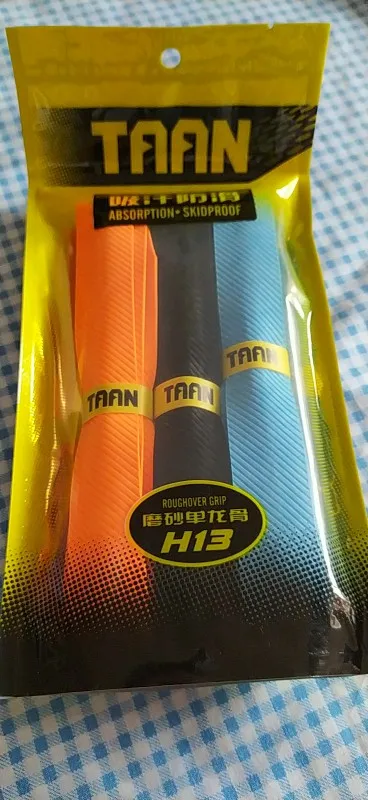 TAAN
吸汗防滑
ABSORPTION • SKIDPROOF
TAAN
TAAN
TAAN
ROUGHOVER GRIP
磨砂单龙骨
H13